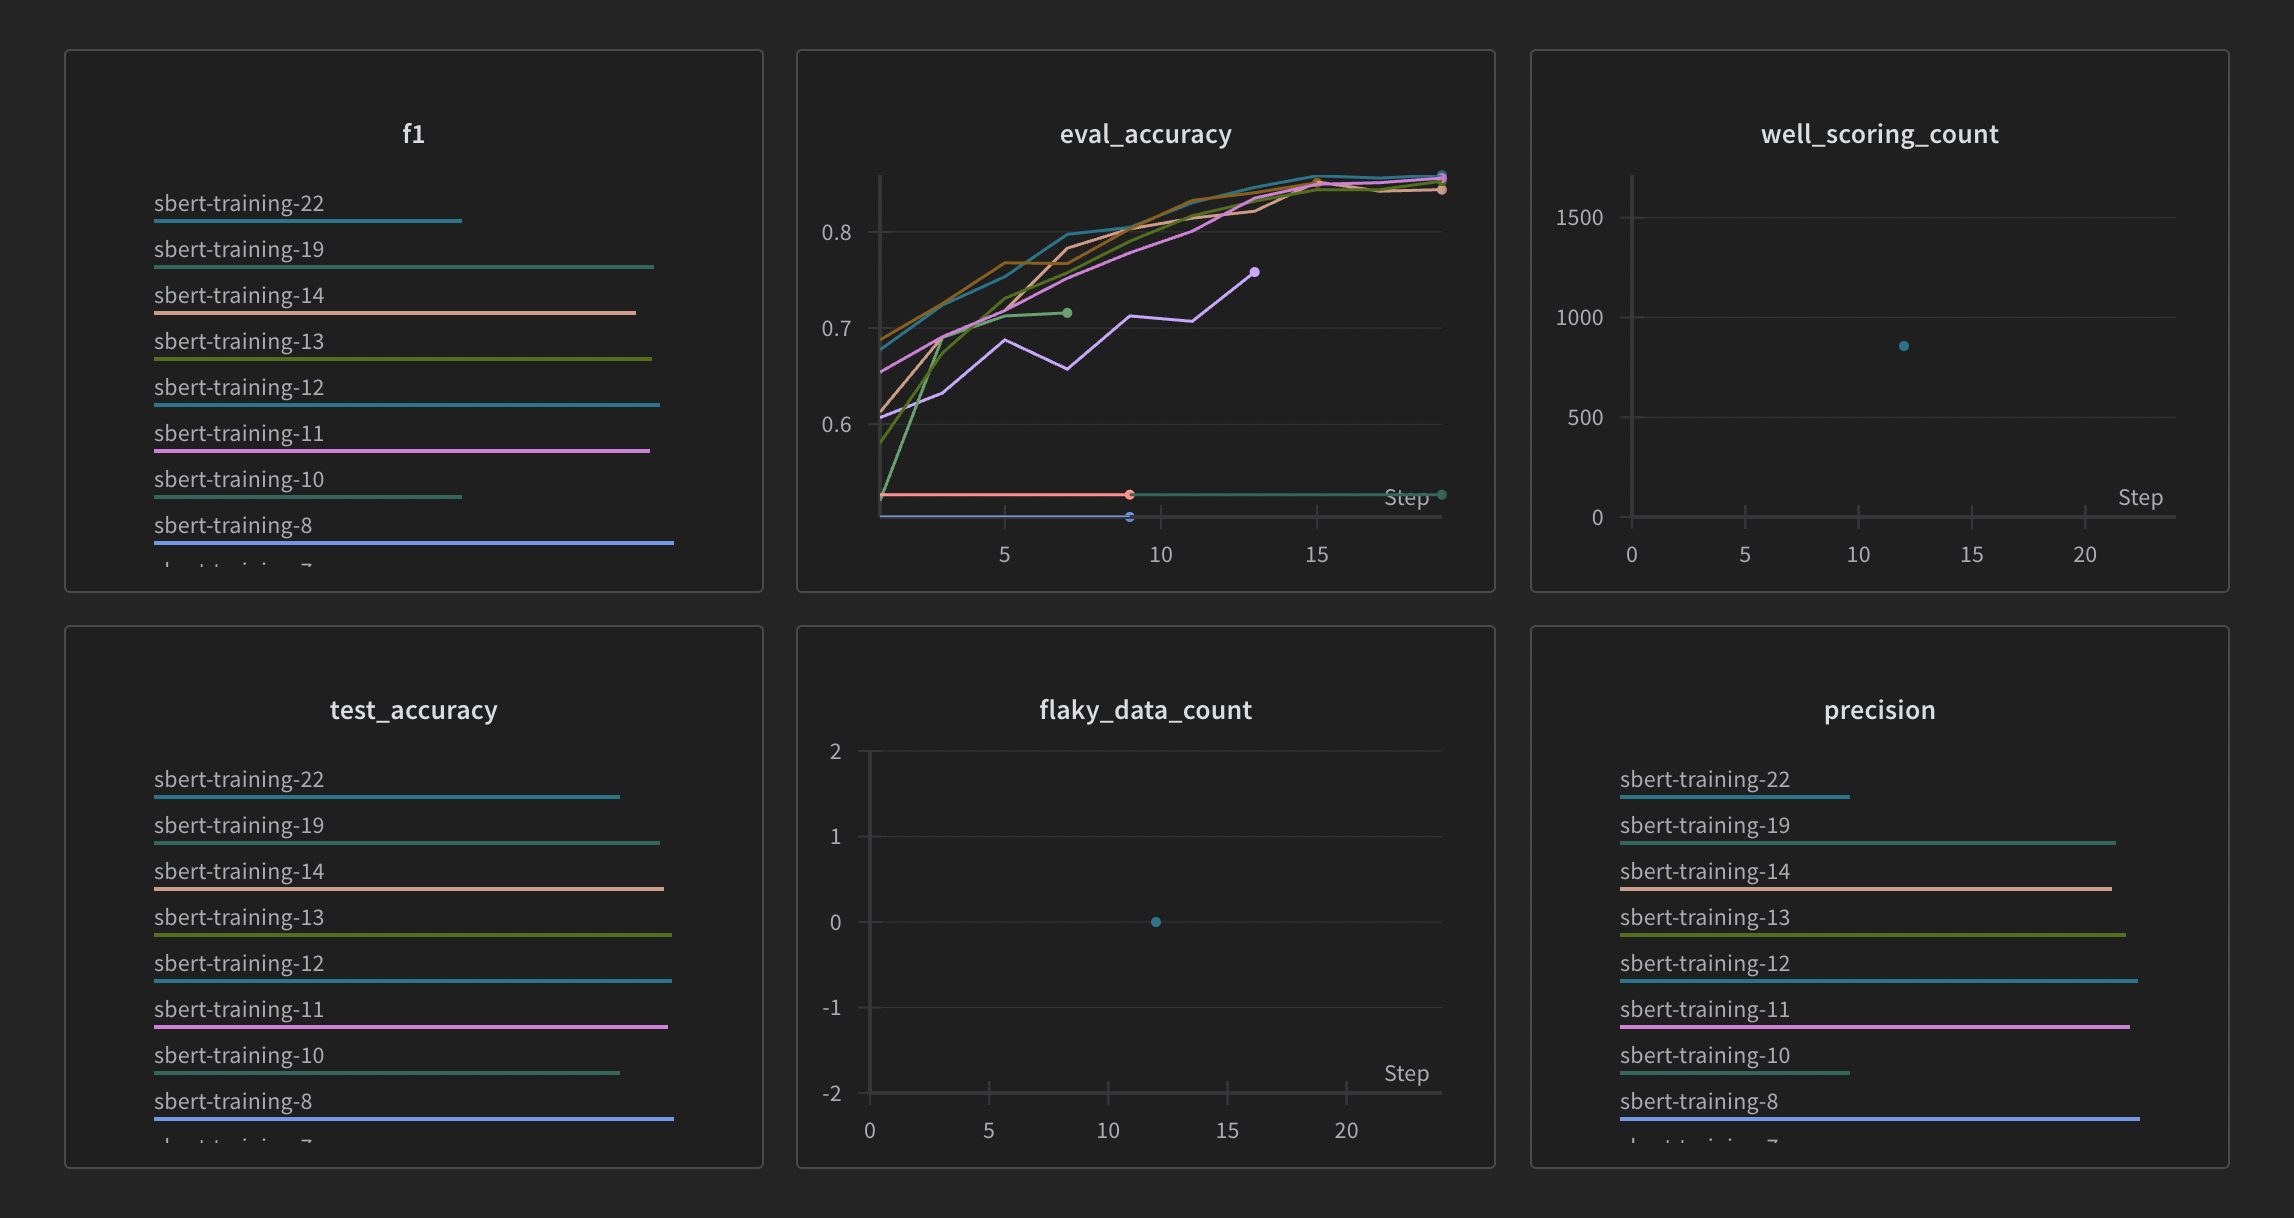 f1
sbert-training-22
sbert-training-19
sbert-training-14
sbert-training-13
sbert-training-12
sbert-training-11
sbert-training-10
sbert-training-8
eval_accuracy
0.8
0.7
0.6
Step
5 10 15
well_scoring_count
1500
1000
500
0
Step
0 5 10 15 20
test_accuracy
sbert-training-22
sbert-training-19
sbert-training-14
sbert-training-13
sbert-training-12
sbert-training-11
sbert-training-10
sbert-training-8
flaky_data_count
2
1
0
-1
-2
Step
0 5 10 15 20
precision
sbert-training-22
sbert-training-19
sbert-training-14
sbert-training-13
sbert-training-12
sbert-training-11
sbert-training-10
sbert-training-8